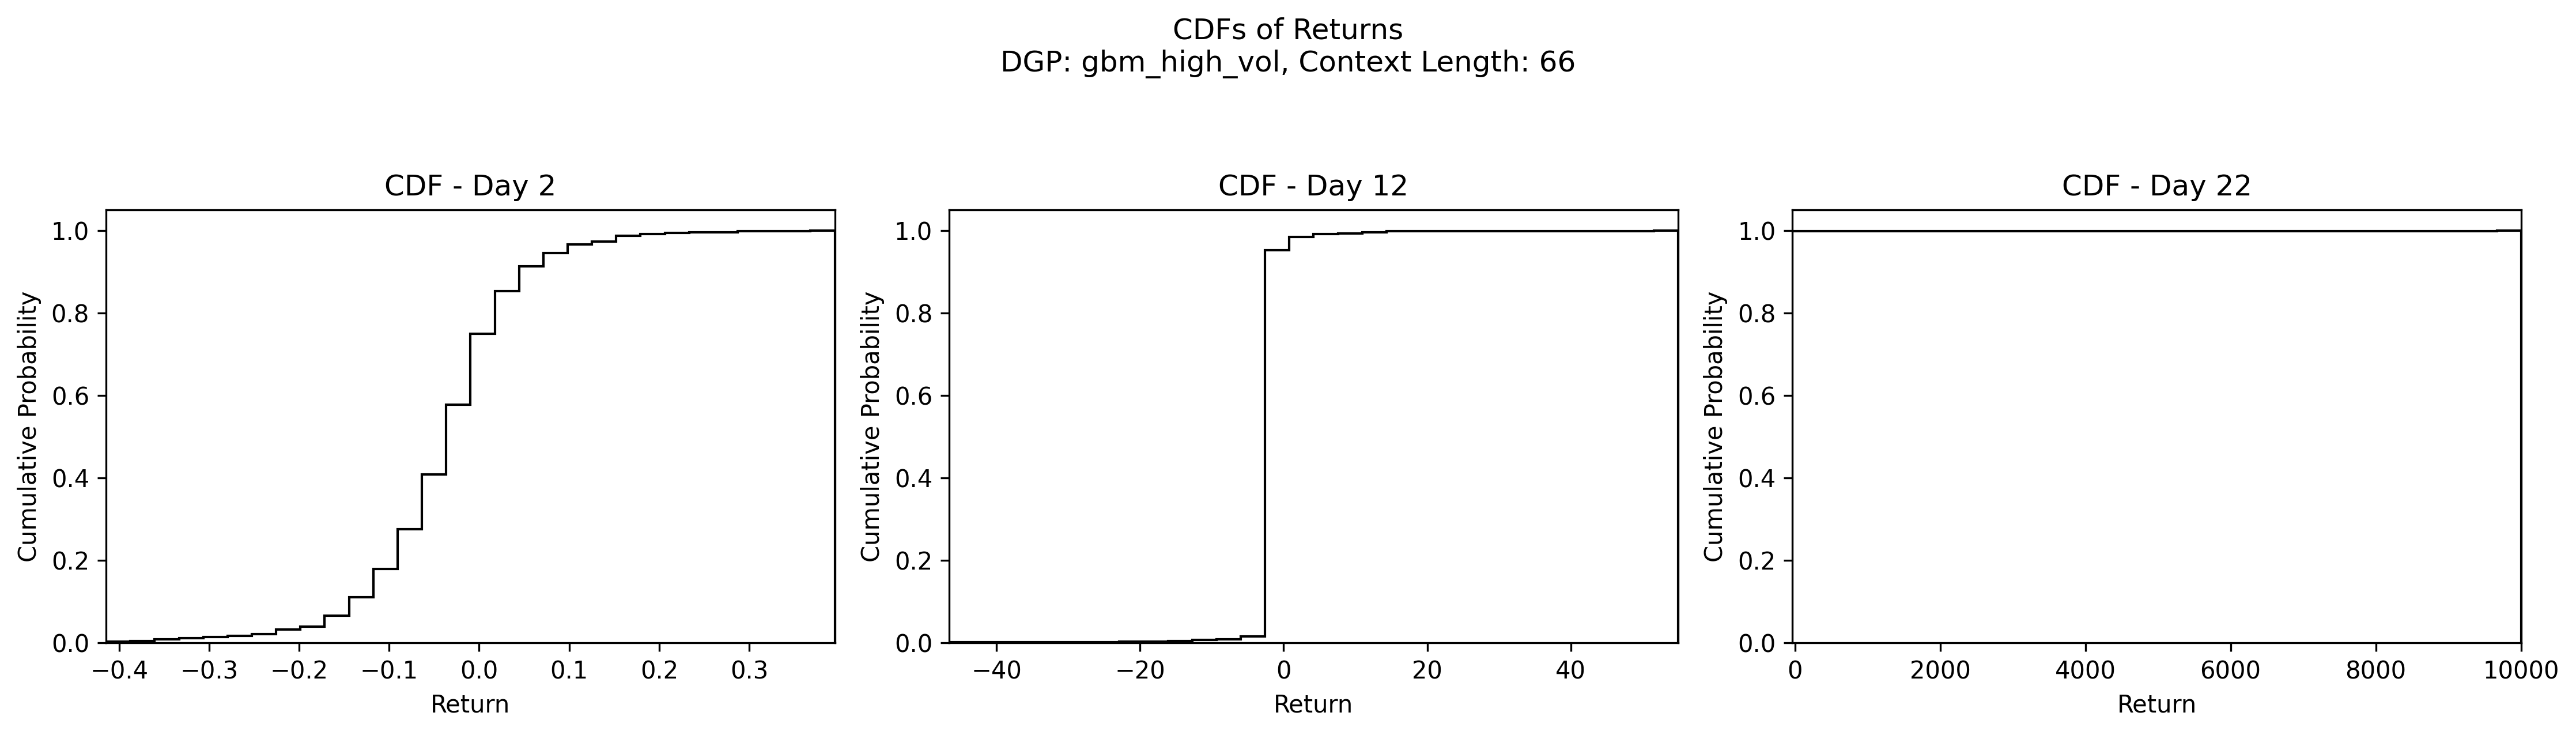 CDFs of Returns
DGP: gbm_high_vol, Context Length: 66
CDF - Day 2
1.0
0.8
0.6
0.4
0.2
0.0
Cumulative Probability
−0.4 −0.3 −0.2 −0.1 0.0 0.1 0.2 0.3
Return
CDF - Day 12
1.0
0.8
0.6
0.4
0.2
0.0
Cumulative Probability
−40 −20 0 20 40
Return
CDF - Day 22
1.0
0.8
0.6
0.4
0.2
0.0
Cumulative Probability
0 2000 4000 6000 8000 10000
Return